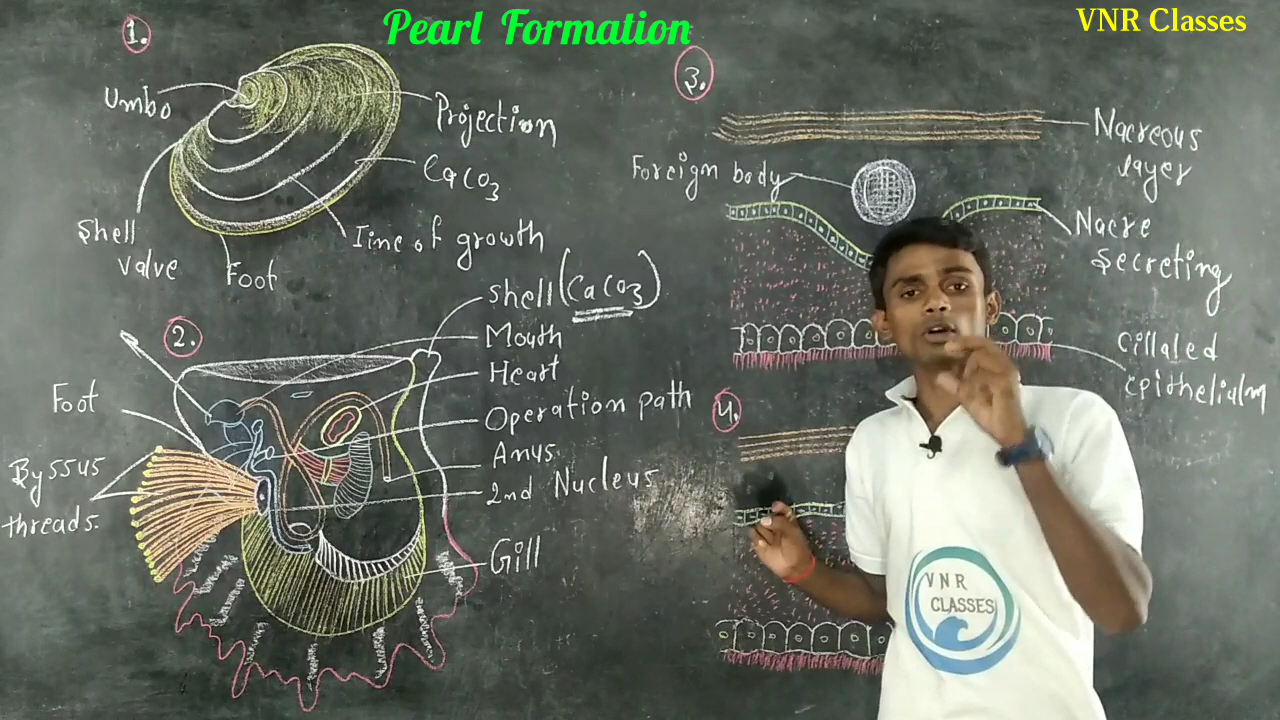 Pearl Formation
VNR Classes
1.
Umbo
Projection
CaCO3
Shell
valve
Foot
Line of growth
2.
Shell (CaCO3)
Mouth
Heart
Operation path
Anus
2nd Nucleus
Gill
Foot
Byssus
threads.
3.
Nacreous
layer
Foreign body
Nacre
secreting
Cillated
Epithelialm
4.
VNR
CLASSES